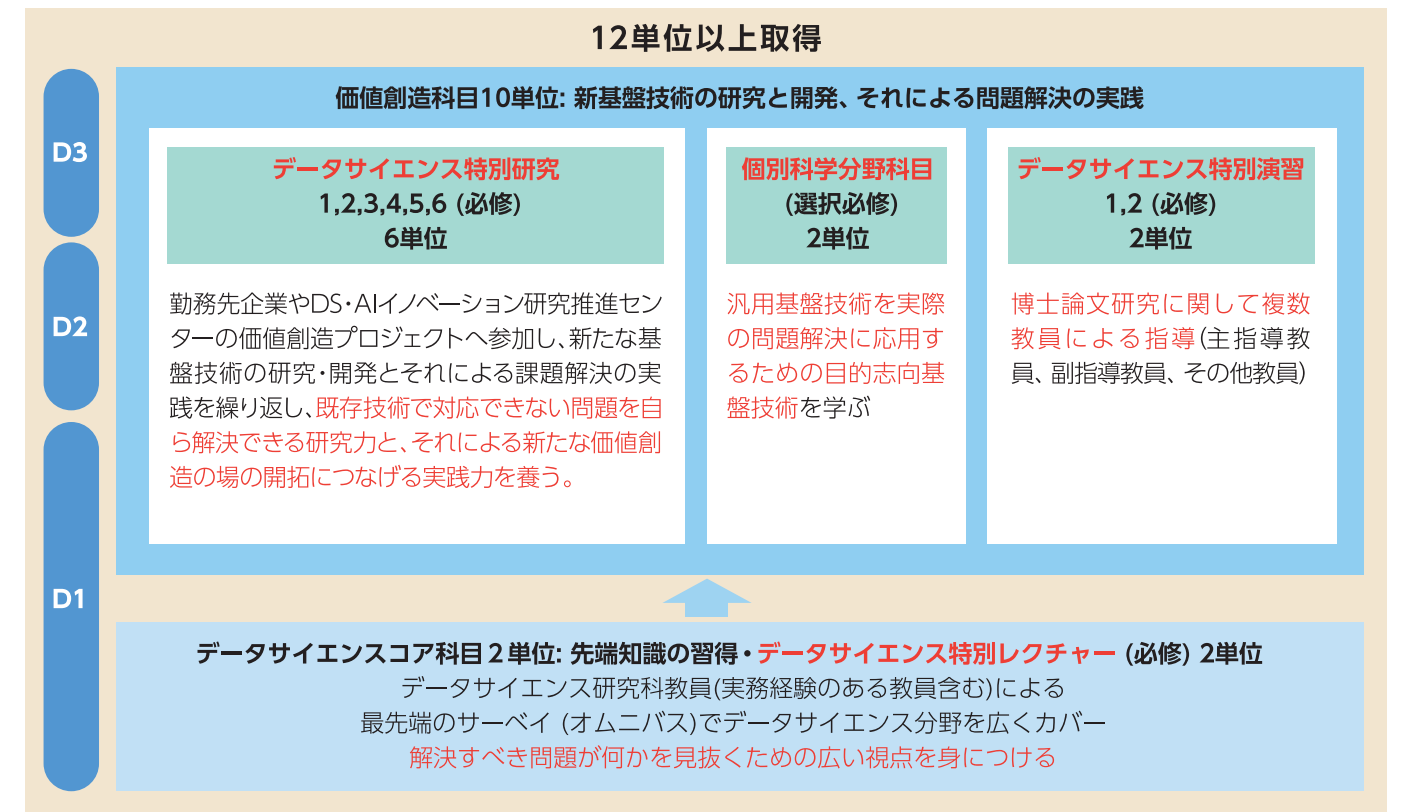 12単位以上取得
D3
D2
D1
価値創造科目10単位: 新基盤技術の研究と開発、それによる問題解決の実践
データサイエンス特別研究
1,2,3,4,5,6 (必修)
6単位
勤務先企業やDS・AIイノベーション研究推進セン
ターの価値創造プロジェクトへ参加し、新たな基
盤技術の研究・開発とそれによる課題解決の実
践を繰り返し、既存技術で対応できない問題を自
ら解決できる研究力と、それによる新たな価値創
造の場の開拓につなげる実践力を養う。
個別科学分野科目
(選択必修)
2単位
汎用基盤技術を実際
の問題解決に応用す
るための目的志向基
盤技術を学ぶ
データサイエンス特別演習
1,2 (必修)
2単位
博士論文研究に関して複数
教員による指導(主指導教
員、副指導教員、その他教員)
データサイエンスコア科目2単位: 先端知識の習得・データサイエンス特別レクチャー (必修) 2単位
データサイエンス研究科教員(実務経験のある教員含む)による
最先端のサーベイ (オムニバス)でデータサイエンス分野を広くカバー
解決すべき問題が何かを見抜くための広い視点を身につける